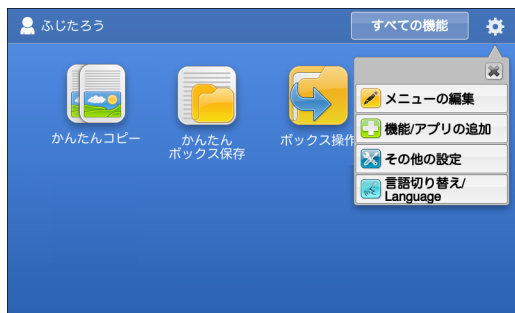 ふじたろう
すべての機能
かんたんコピー
かんたん
ボックス保存
ボックス操作
メニューの編集
機能/アプリの追加
その他の設定
言語切り替え/
Language